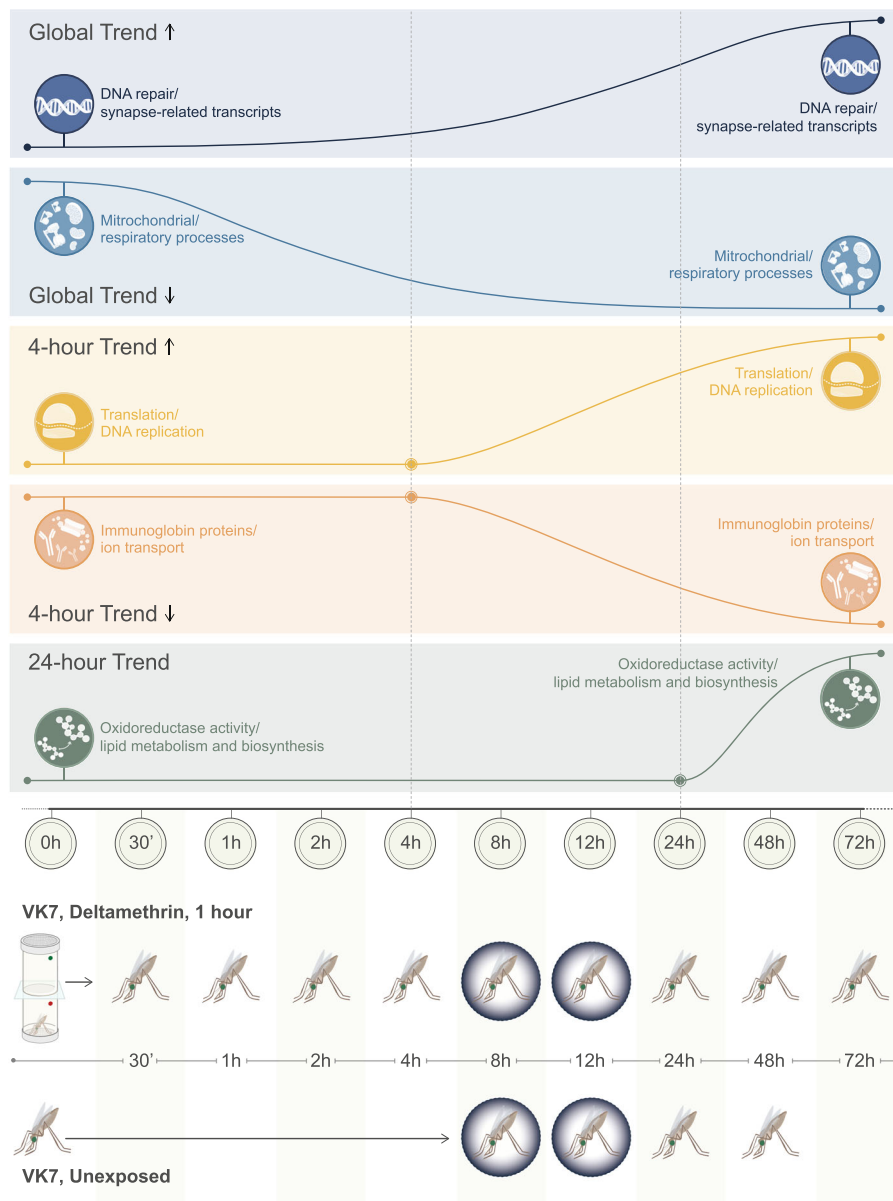 Global Trend ↑
DNA repair/
synapse-related transcripts
DNA repair/
synapse-related transcripts
Mitrochondrial/
respiratory processes
Mitrochondrial/
respiratory processes
Global Trend ↓
4-hour Trend ↑
Translation/
DNA replication
Translation/
DNA replication
Immunoglobin proteins/
ion transport
Immunoglobin proteins/
ion transport
4-hour Trend ↓
24-hour Trend
Oxidoreductase activity/
lipid metabolism and biosynthesis
Oxidoreductase activity/
lipid metabolism and biosynthesis
0h 30’ 1h 2h 4h 8h 12h 24h 48h 72h
VK7, Deltamethrin, 1 hour
30’ 1h 2h 4h 8h 12h 24h 48h 72h
VK7, Unexposed